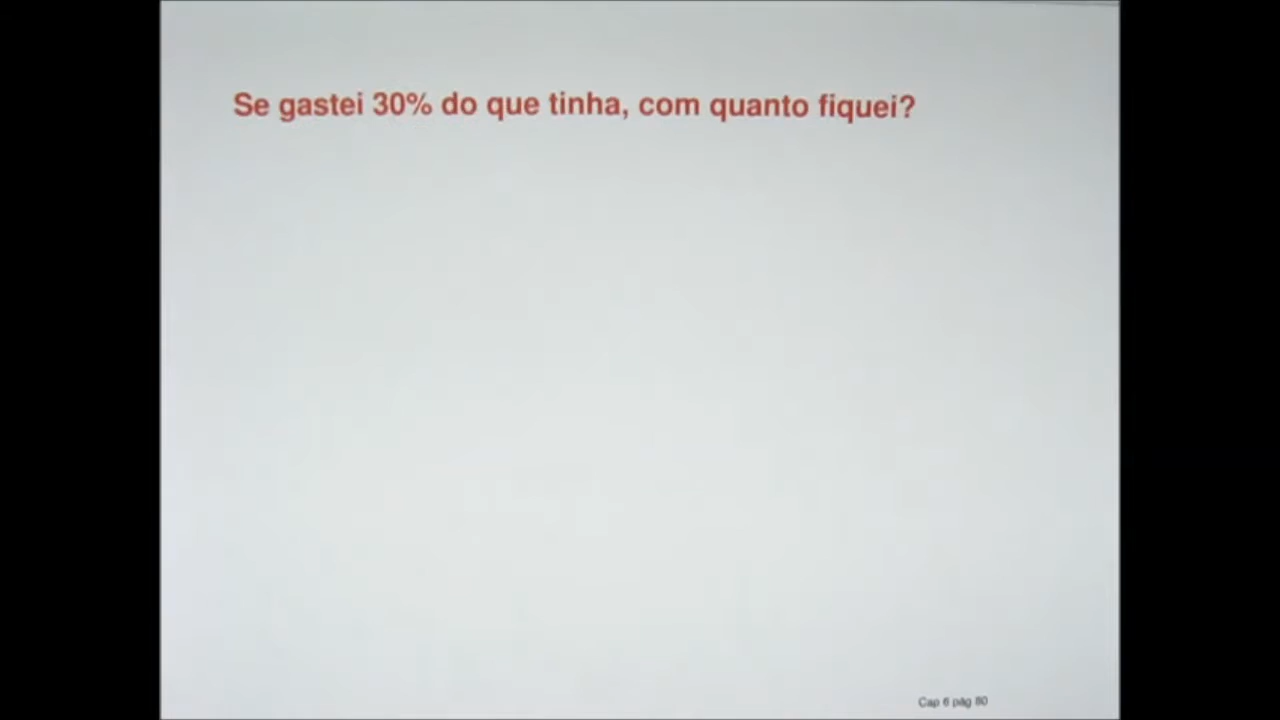 Se gastei 30% do que tinha, com quanto fiquei?
Cap 6 pág 80